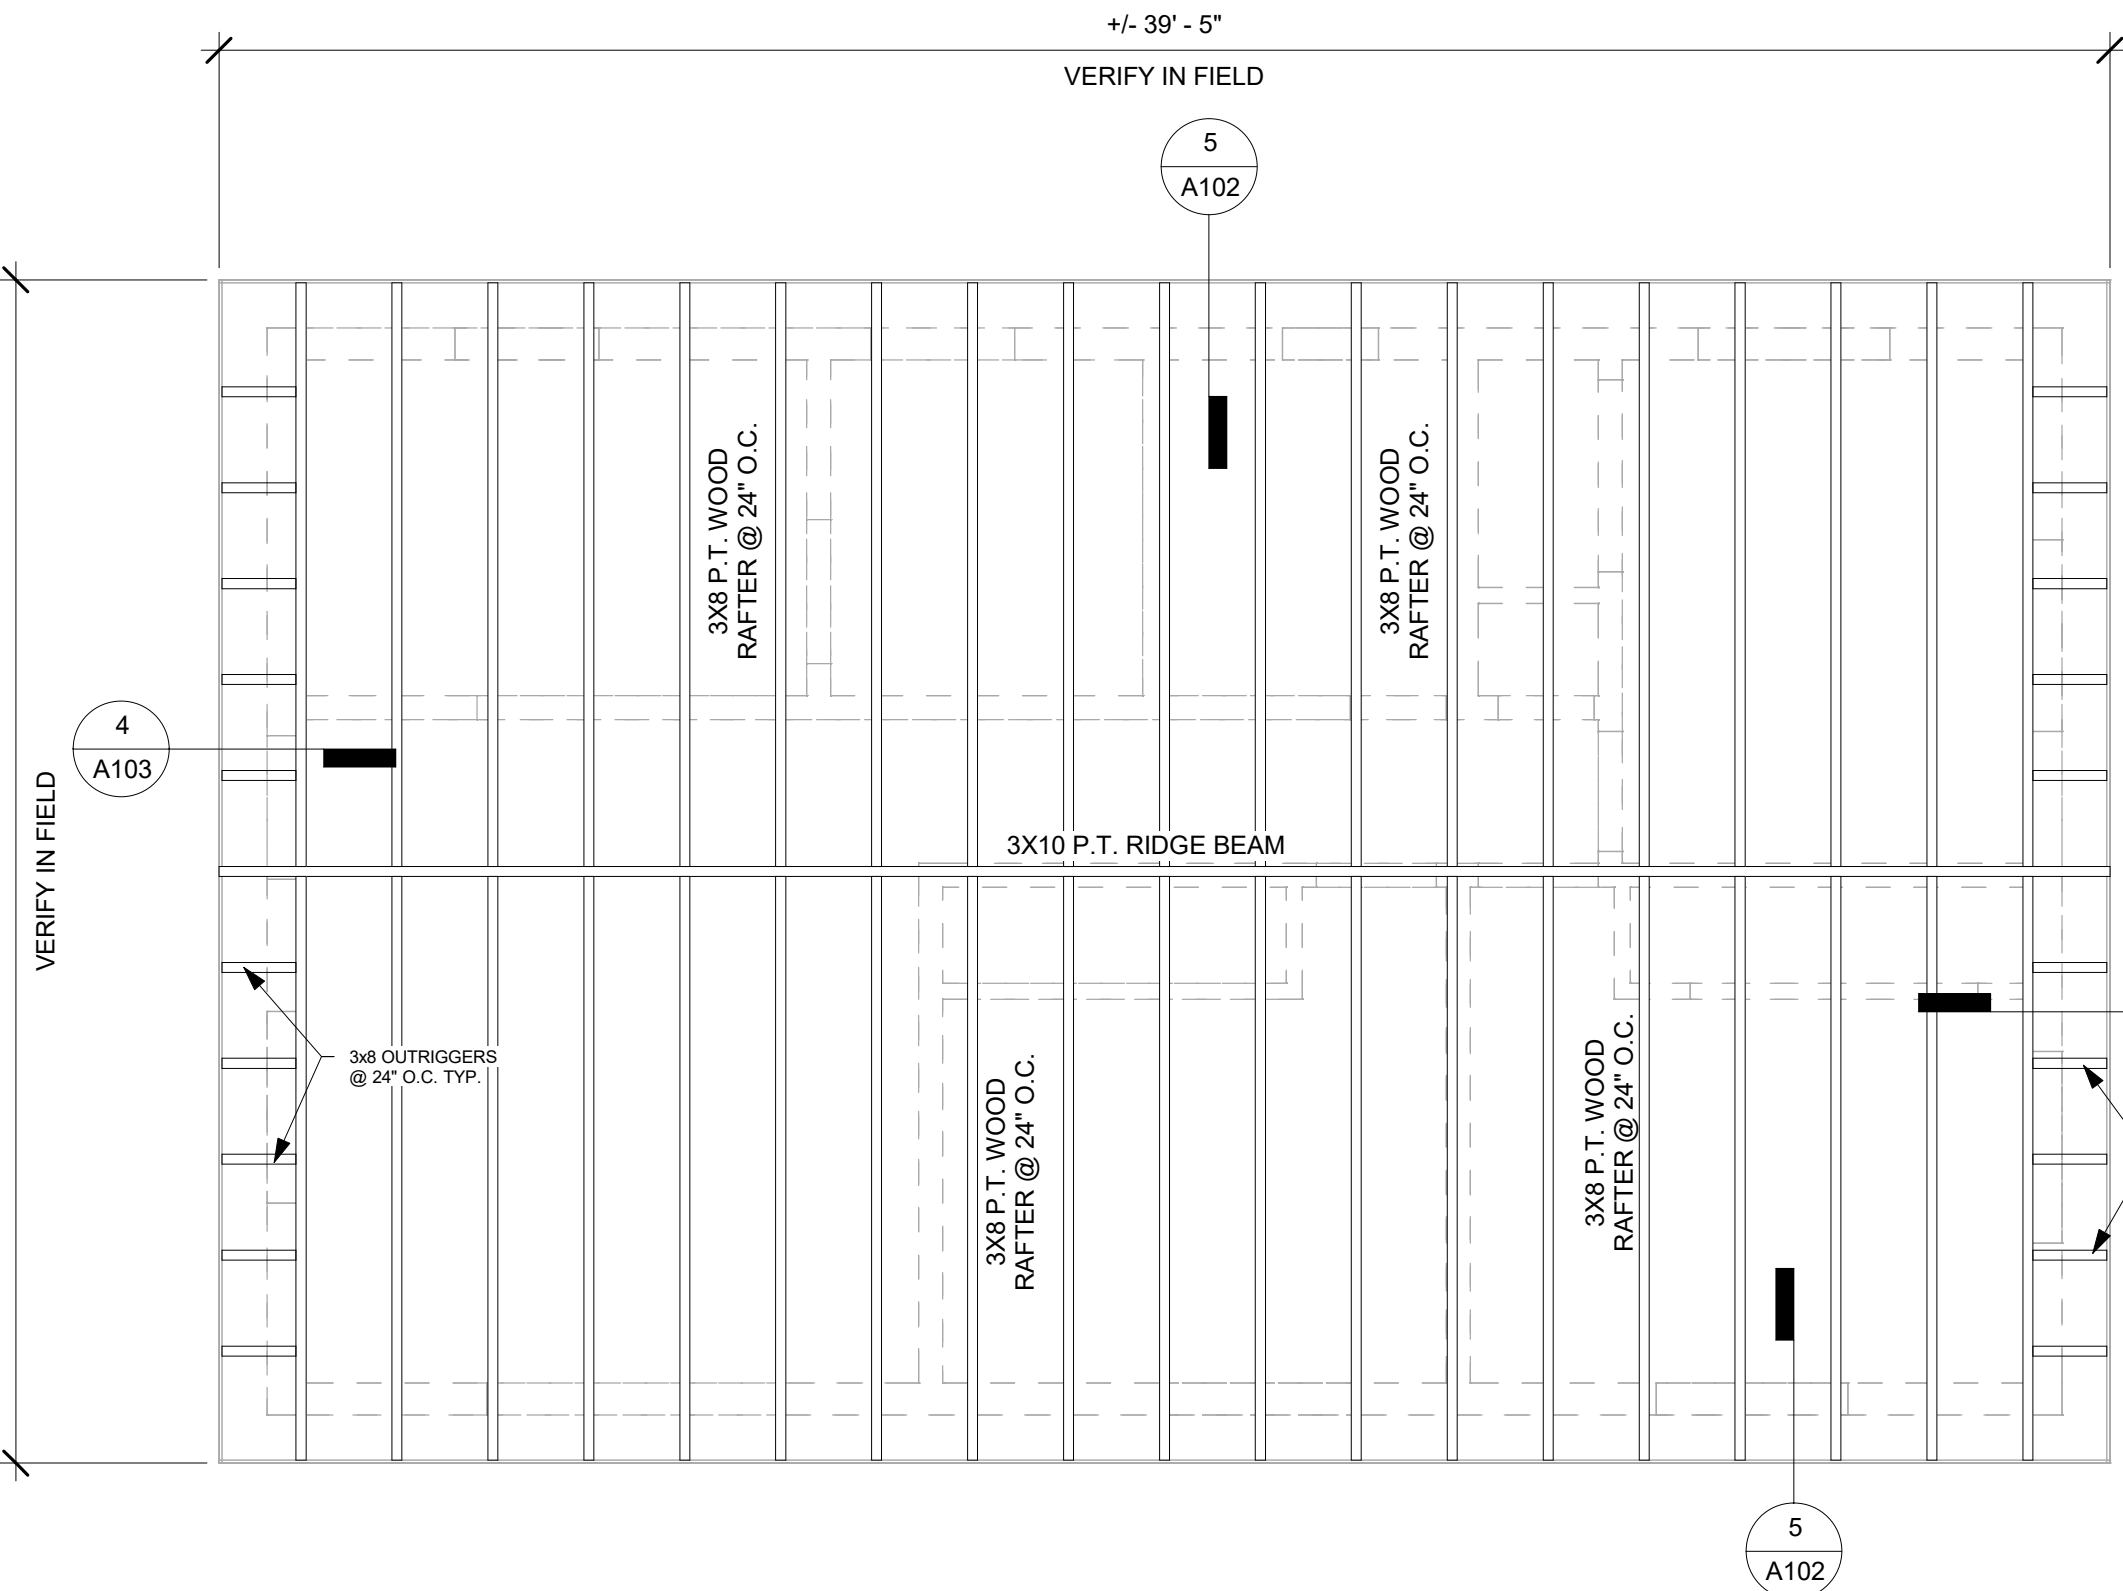 +/- 39' - 5"
VERIFY IN FIELD
5
A102
3X8 P.T. WOOD
RAFTER @ 24" O.C.
3X8 P.T. WOOD
RAFTER @ 24" O.C.
4
A103
VERIFY IN FIELD
3X10 P.T. RIDGE BEAM
3x8 OUTRIGGERS
@ 24" O.C. TYP.
3X8 P.T. WOOD
RAFTER @ 24" O.C.
3X8 P.T. WOOD
RAFTER @ 24" O.C.
5
A102